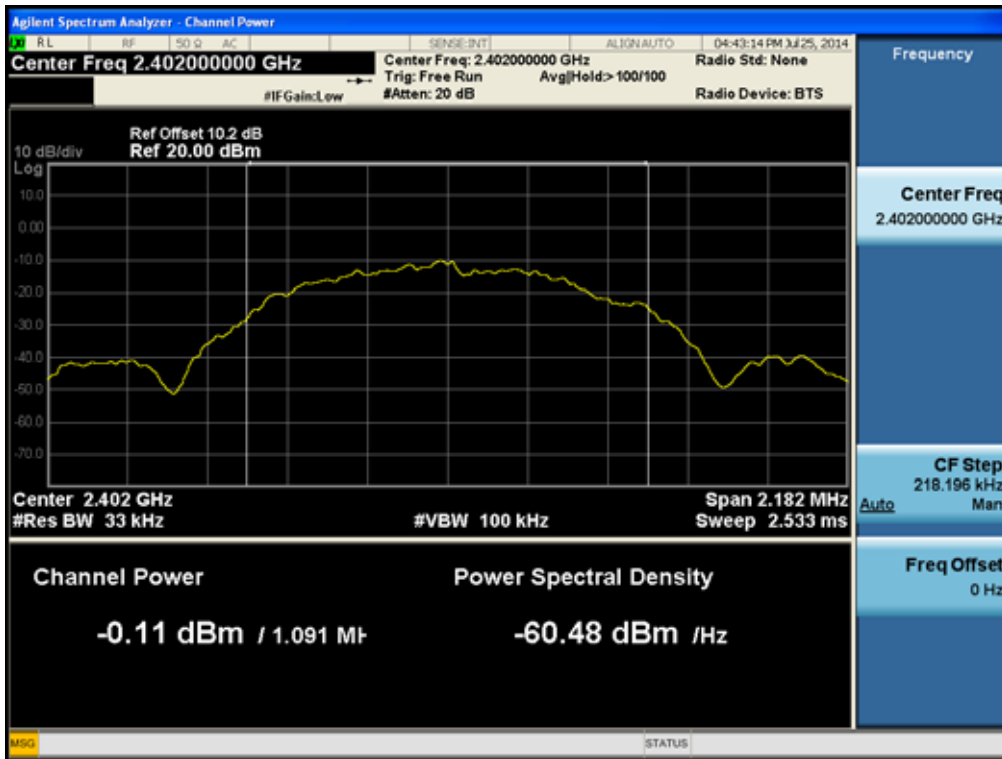 Agilent Spectrum Analyzer - Channel Power
RL RF 50 Ω AC SENSE:INT ALIGNAUTO 04:43:14 PM Jul 25, 2014
Center Freq 2.402000000 GHz
Center Freq: 2.402000000 GHz Radio Std: None
Trig: Free Run Avg|Hold:> 100/100
#IFGain:Low #Atten: 20 dB Radio Device: BTS
Ref Offset 10.2 dB
10 dB/div Ref 20.00 dBm
Log
10.0
0.00
-10.0
-20.0
-30.0
-40.0
-50.0
-60.0
-70.0
Center 2.402 GHz Span 2.182 MHz
#Res BW 33 kHz #VBW 100 kHz Sweep 2.533 ms
Channel Power Power Spectral Density
-0.11 dBm / 1.091 MH -60.48 dBm /Hz
Frequency
Center Freq
2.402000000 GHz
CF Step
218.196 kHz
Auto Man
Freq Offset
0 Hz
MSG STATUS